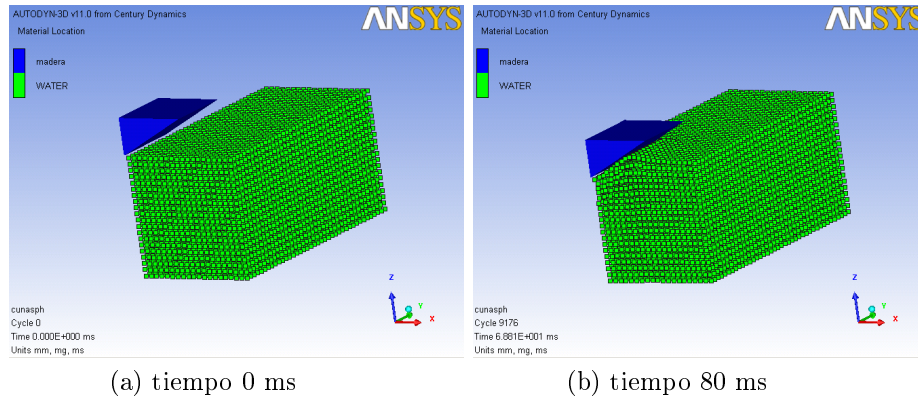 AUTODYN-3D v11.0 from Century Dynamics
Material Location
ANSYS
madera
WATER
z
y
x
cunasph
Cycle 0
Time 0.000E+000 ms
Units mm, mg, ms
(a) tiempo 0 ms
AUTODYN-3D v11.0 from Century Dynamics
Material Location
ANSYS
madera
WATER
z
y
x
cunasph
Cycle 9176
Time 6.881E+001 ms
Units mm, mg, ms
(b) tiempo 80 ms